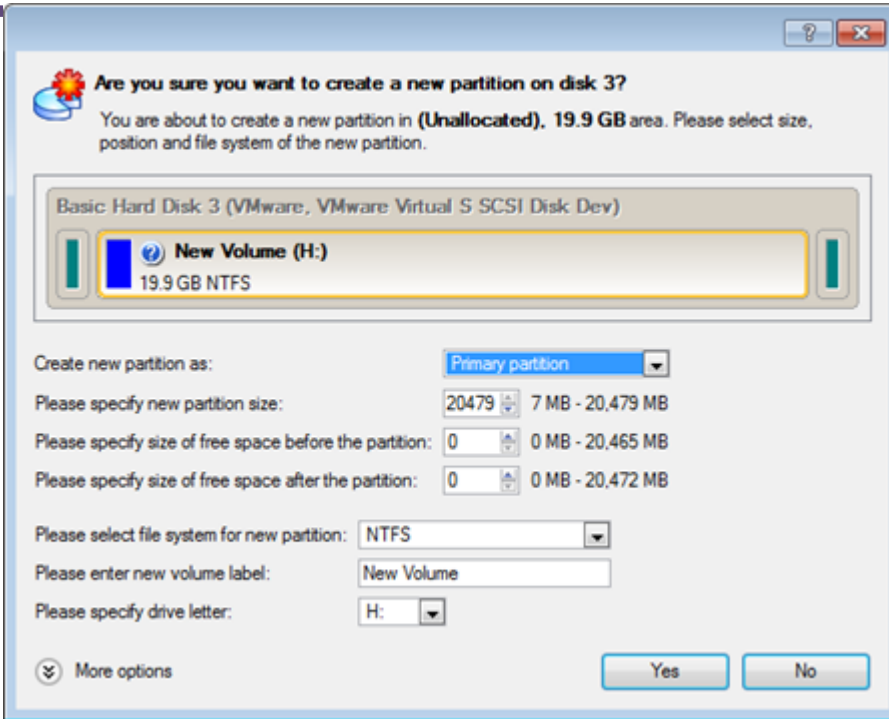 Are you sure you want to create a new partition on disk 3?
You are about to create a new partition in (Unallocated), 19.9 GB area. Please select size,
position and file system of the new partition.
Basic Hard Disk 3 (VMware, VMware Virtual S SCSI Disk Dev)
New Volume (H:)
19.9 GB NTFS
Create new partition as: Primary partition
Please specify new partition size: 20479 7 MB - 20,479 MB
Please specify size of free space before the partition: 0 0 MB - 20,465 MB
Please specify size of free space after the partition: 0 0 MB - 20,472 MB
Please select file system for new partition: NTFS
Please enter new volume label: New Volume
Please specify drive letter: H:
More options Yes No